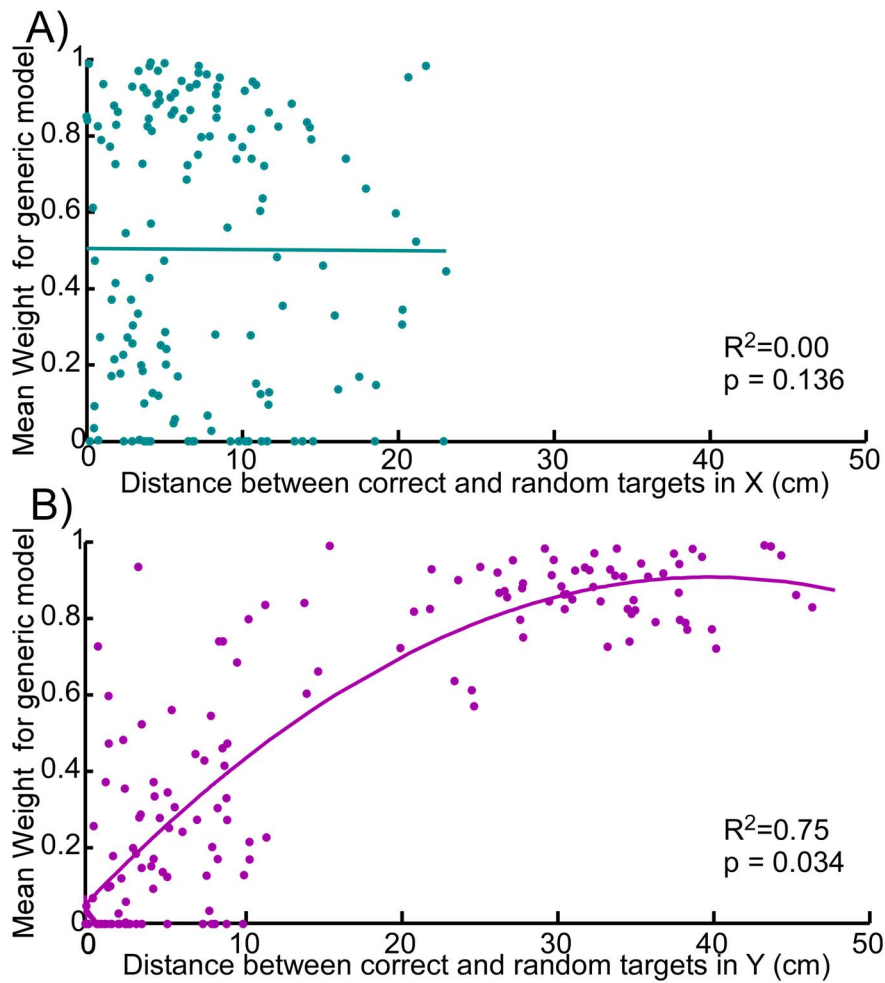 A)
Mean Weight for generic model
1
0.8
0.6
0.4
0.2
0
0
10
20
30
40
50
R²=0.00
p = 0.136
Distance between correct and random targets in X (cm)
B)
Mean Weight for generic model
1
0.8
0.6
0.4
0.2
0
0
10
20
30
40
50
R²=0.75
p = 0.034
Distance between correct and random targets in Y (cm)